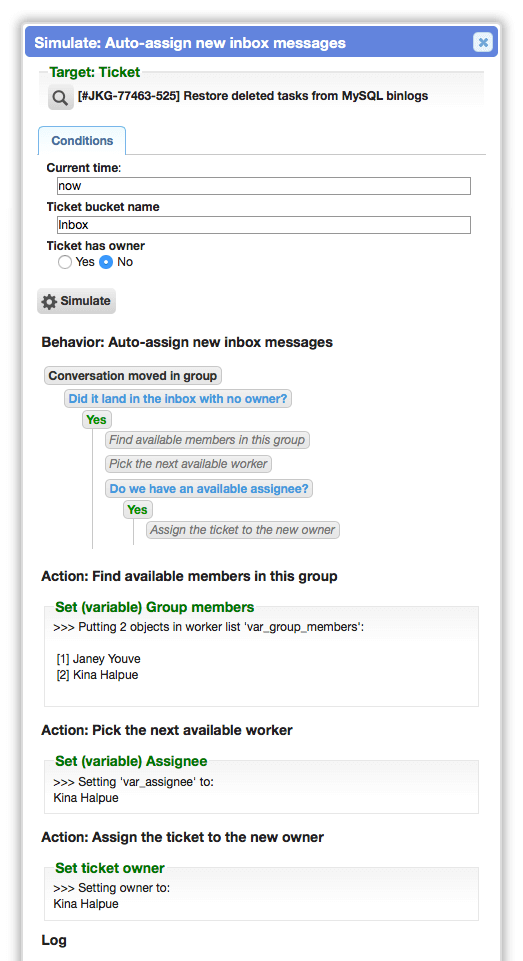 Simulate: Auto-assign new inbox messages
Target: Ticket
[#JKG-77463-525] Restore deleted tasks from MySQL binlogs
Conditions
Current time:
now
Ticket bucket name
Inbox
Ticket has owner
Yes No
Simulate
Behavior: Auto-assign new inbox messages
Conversation moved in group
Did it land in the inbox with no owner?
Yes
Find available members in this group
Pick the next available worker
Do we have an available assignee?
Yes
Assign the ticket to the new owner
Action: Find available members in this group
Set (variable) Group members
>>> Putting 2 objects in worker list 'var_group_members':
[1] Janey Youve
[2] Kina Halpue
Action: Pick the next available worker
Set (variable) Assignee
>>> Setting 'var_assignee' to:
Kina Halpue
Action: Assign the ticket to the new owner
Set ticket owner
>>> Setting owner to:
Kina Halpue
Log